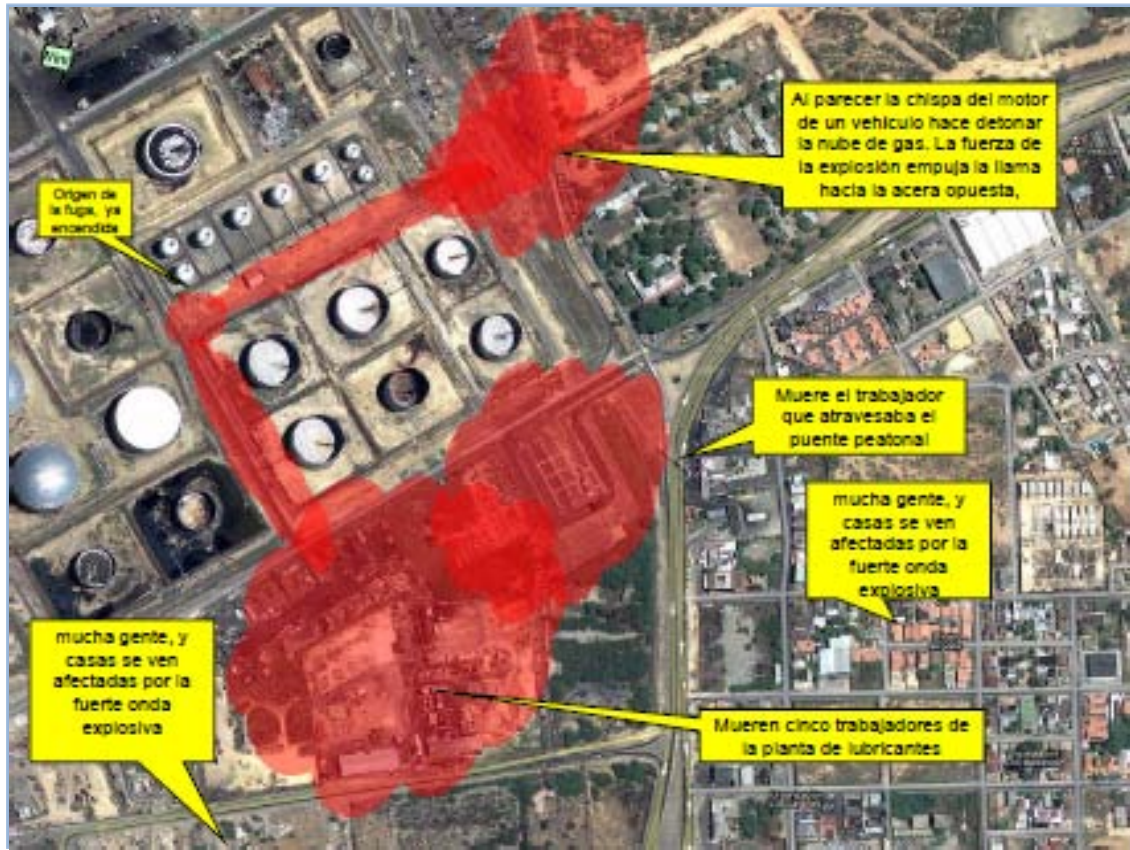 Al parecer la chispa del motor
de un vehículo hace detonar
la nube de gas. La fuerza de
la explosión empuja la llama
hacia la acera opuesta,
Origen de
la fuga, ya
encendida
Muere el trabajador
que atravesaba el
puente peatonal
mucha gente, y
casas se ven
afectadas por la
fuerte onda
explosiva
mucha gente, y
casas se ven
afectadas por la
fuerte onda
explosiva
Mueren cinco trabajadores de
la planta de lubricantes